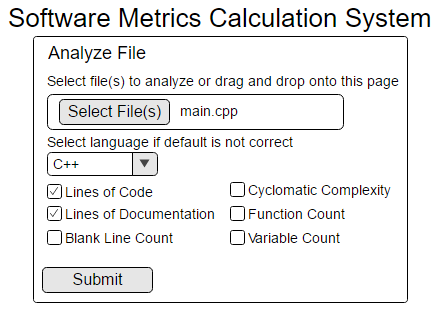 Software Metrics Calculation System
Analyze File
Select file(s) to analyze or drag and drop onto this page
Select File(s) main.cpp
Select language if default is not correct
C++
Lines of Code Cyclomatic Complexity
Lines of Documentation Function Count
Blank Line Count Variable Count
Submit